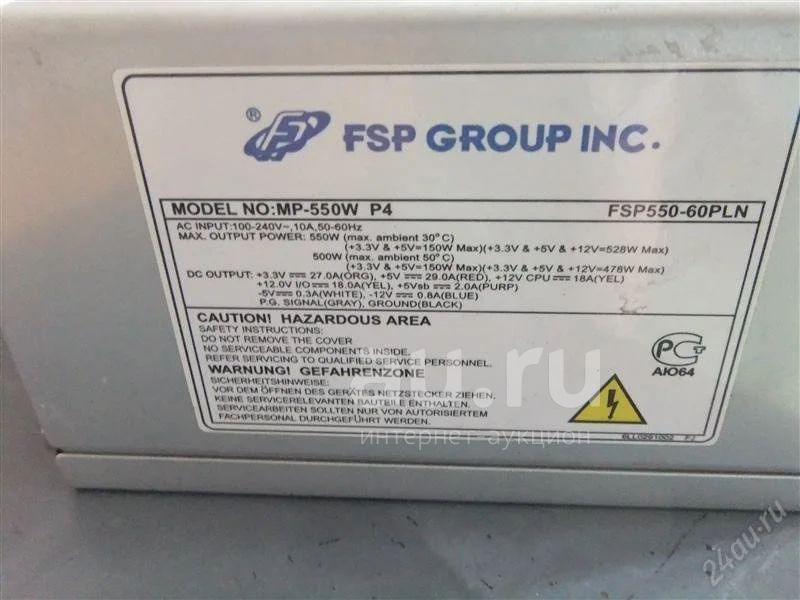 ® FSP GROUP INC.
MODEL NO:MP-550W P4 FSP550-60PLN
AC INPUT:100-240V~,10A,50-60Hz
MAX. OUTPUT POWER: 550W (max. ambient 30°C)
(+3.3V & +5V=150W Max)(+3.3V & +5V & +12V=528W Max)
500W (max. ambient 50°C)
(+3.3V & +5V=150W Max)(+3.3V & +5V & +12V=478W Max)
DC OUTPUT: +3.3V ⎓ 27.0A(ORG), +5V ⎓ 29.0A(RED), +12V CPU ⎓ 18A(YEL)
+12.0V I/O ⎓ 18.0A(YEL), +5Vsb ⎓ 2.0A(PURP)
-5V ⎓ 0.3A(WHITE), -12V ⎓ 0.8A(BLUE)
P.G. SIGNAL(GRAY), GROUND(BLACK)
CAUTION! HAZARDOUS AREA
SAFETY INSTRUCTIONS:
DO NOT REMOVE THE COVER
NO SERVICEABLE COMPONENTS INSIDE.
REFER SERVICING TO QUALIFIED SERVICE PERSONNEL.
WARNUNG! GEFAHRENZONE
SICHERHEITSHINWEISE:
VOR DEM ÖFFNEN DES GERÄTES NETZSTECKER ZIEHEN
KEINE SERVICERELEVANTEN BAUTEILE ENTHALTEN.
SERVICEARBEITEN SOLLTEN NUR VON AUTORISIERTEM
FACHPERSONAL DURCHGEFÜHRT WERDEN.
АЮ64
au.ru
интернет-аукцион
24au.ru